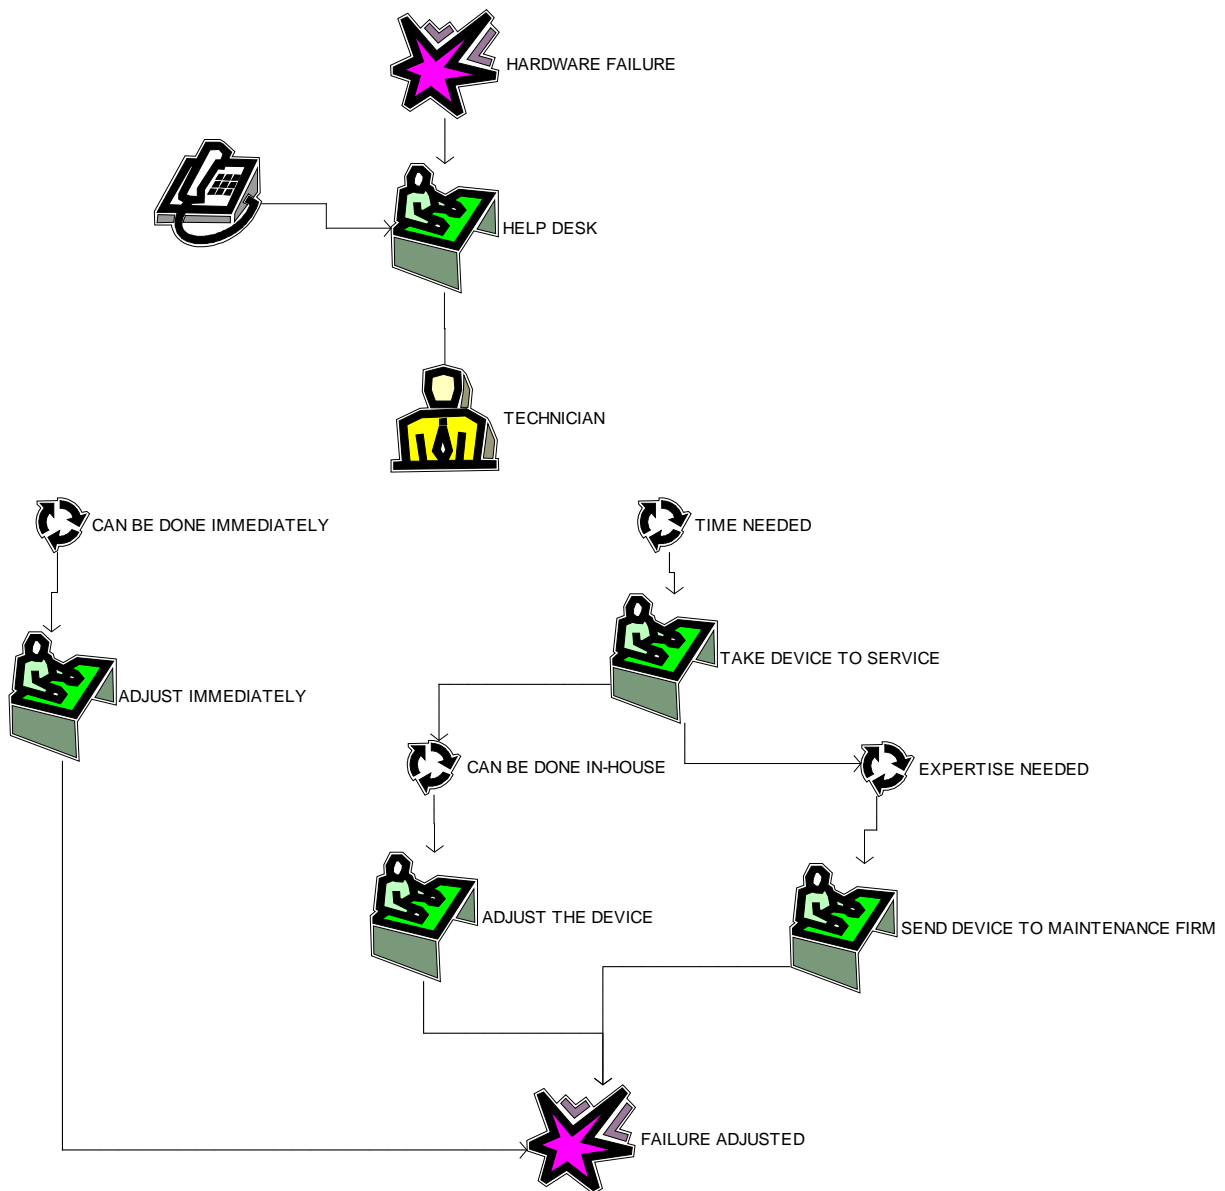 HARDWARE FAILURE
HELP DESK
TECHNICIAN
CAN BE DONE IMMEDIATELY
TIME NEEDED
TAKE DEVICE TO SERVICE
ADJUST IMMEDIATELY
CAN BE DONE IN-HOUSE
EXPERTISE NEEDED
ADJUST THE DEVICE
SEND DEVICE TO MAINTENANCE FIRM
FAILURE ADJUSTED